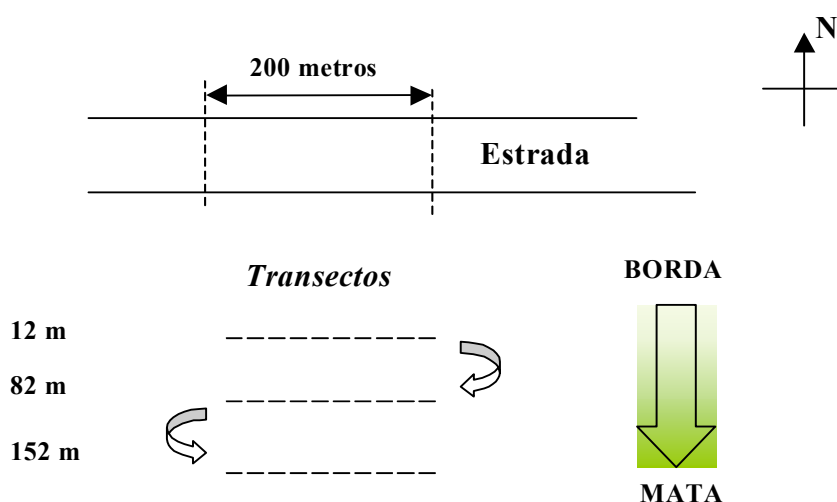 N
200 metros
Estrada
Transectos
BORDA
12 m
82 m
152 m
MATA